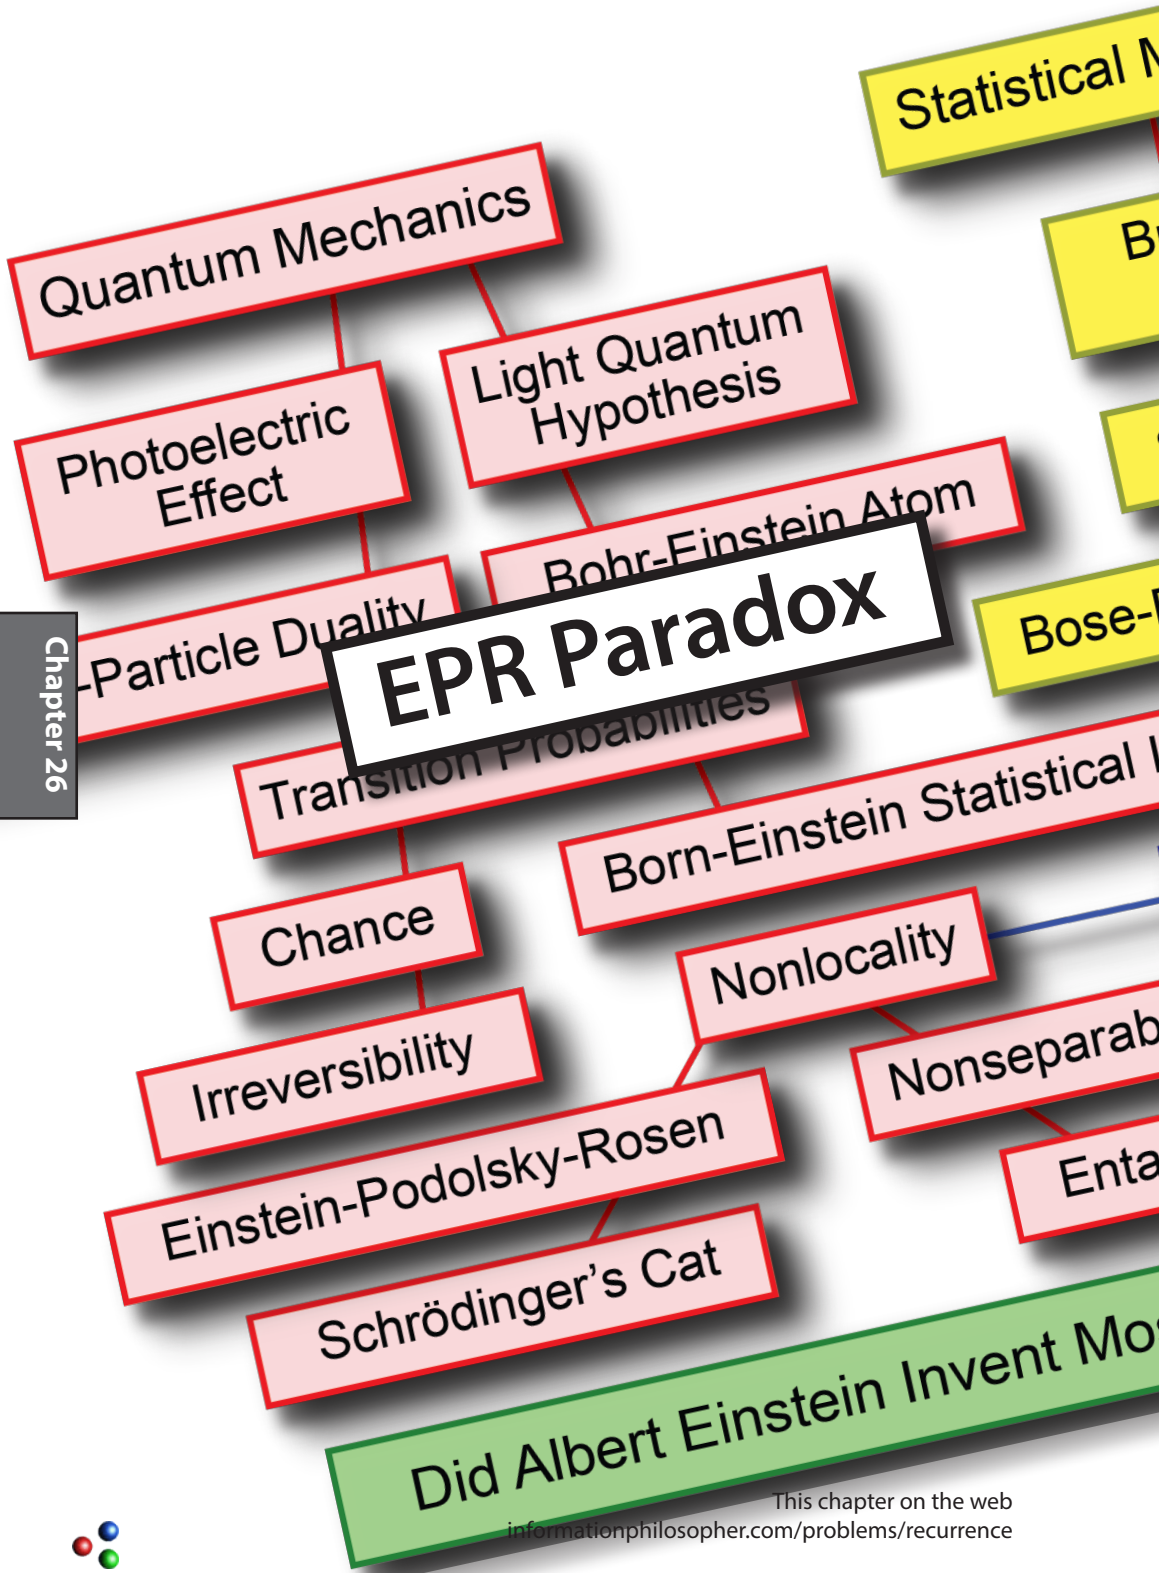 Statistical
Quantum Mechanics
Light Quantum
Hypothesis
Photoelectric
Effect
Bohr-Einstein Atom
-Particle Duality
EPR Paradox
Chapter 26
Bose-
Transition Probabilities
Born-Einstein Statistical
Chance
Nonlocality
Irreversibility
Nonseparab
Einstein-Podolsky-Rosen
Enta
Schrödinger’s Cat
Did Albert Einstein Invent Mos
This chapter on the web
informationphilosopher.com/problems/recurrence